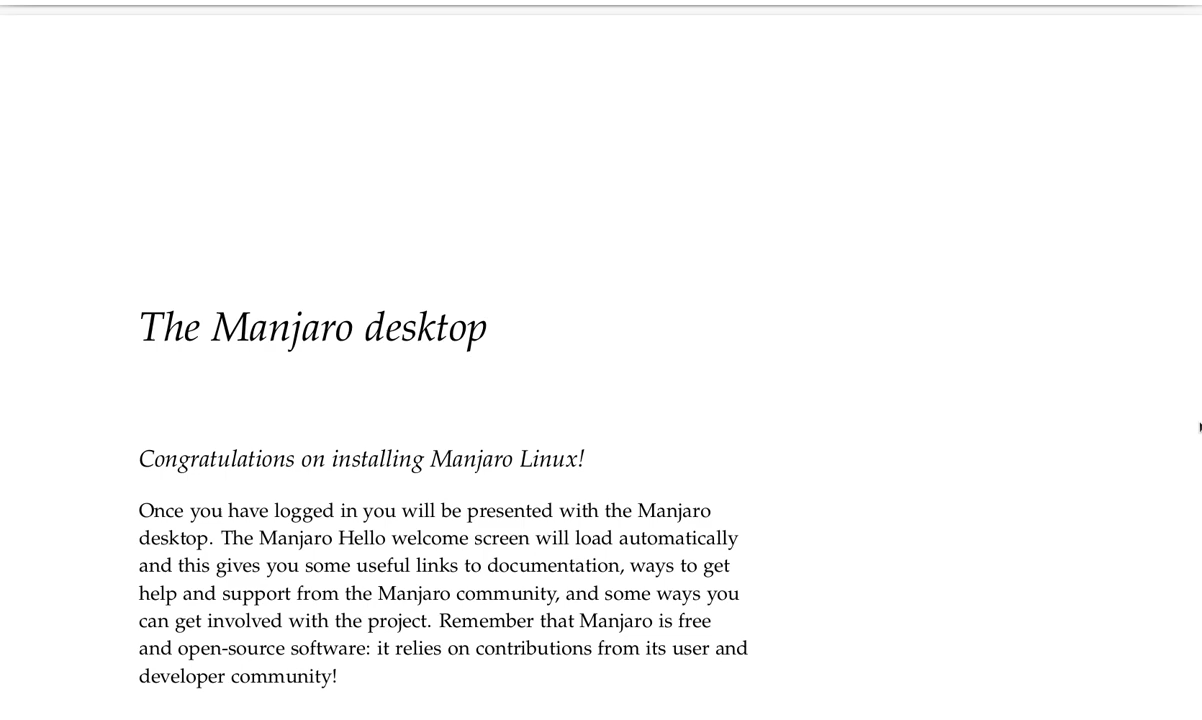 The Manjaro desktop
Congratulations on installing Manjaro Linux!
Once you have logged in you will be presented with the Manjaro
desktop. The Manjaro Hello welcome screen will load automatically
and this gives you some useful links to documentation, ways to get
help and support from the Manjaro community, and some ways you
can get involved with the project. Remember that Manjaro is free
and open-source software: it relies on contributions from its user and
developer community!